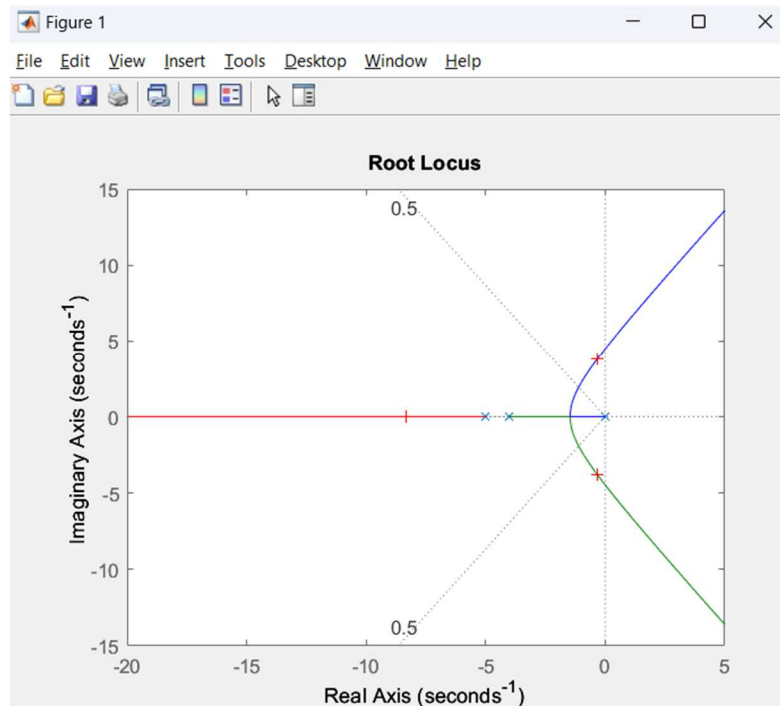 Figure 1
File Edit View Insert Tools Desktop Window Help
Root Locus
15
0.5
10
5
0
-5
-10
0.5
-15
-20 -15 -10 -5 0 5
Imaginary Axis (seconds⁻¹)
Real Axis (seconds⁻¹)